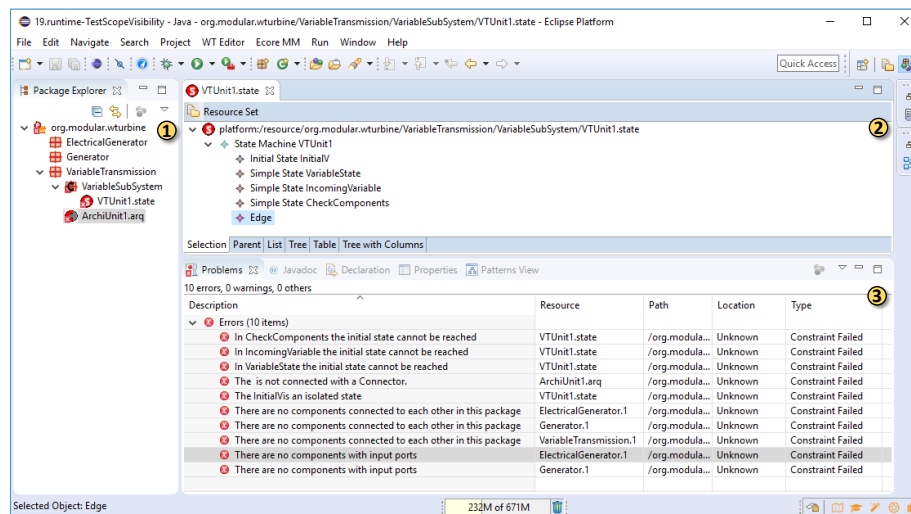 19.runtime-TestScopeVisibility - Java - org.modular.wturbine/VariableTransmission/VariableSubSystem/VTUnit1.state - Eclipse Platform
File Edit Navigate Search Project WT Editor Ecore MM Run Window Help
Quick Access
Package Explorer
VTUnit1.state
Resource Set
1
org.modular.wturbine
ElectricalGenerator
Generator
VariableTransmission
VariableSubSystem
VTUnit1.state
ArchiUnit1.arq
2
platform:/resource/org.modular.wturbine/VariableTransmission/VariableSubSystem/VTUnit1.state
State Machine VTUnit1
Initial State InitialV
Simple State VariableState
Simple State IncomingVariable
Simple State CheckComponents
Edge
Selection Parent List Tree Table Tree with Columns
Problems @ Javadoc Declaration Properties Patterns View
10 errors, 0 warnings, 0 others
3
Description Resource Path Location Type
Errors (10 items)
In CheckComponents the initial state cannot be reached VTUnit1.state /org.modula... Unknown Constraint Failed
In IncomingVariable the initial state cannot be reached VTUnit1.state /org.modula... Unknown Constraint Failed
In VariableState the initial state cannot be reached VTUnit1.state /org.modula... Unknown Constraint Failed
The is not connected with a Connector. ArchiUnit1.arq /org.modula... Unknown Constraint Failed
The InitialVis an isolated state VTUnit1.state /org.modula... Unknown Constraint Failed
There are no components connected to each other in this package ElectricalGenerator.1 /org.modula... Unknown Constraint Failed
There are no components connected to each other in this package Generator.1 /org.modula... Unknown Constraint Failed
There are no components connected to each other in this package VariableTransmission.1 /org.modula... Unknown Constraint Failed
There are no components with input ports ElectricalGenerator.1 /org.modula... Unknown Constraint Failed
There are no components with input ports Generator.1 /org.modula... Unknown Constraint Failed
Selected Object: Edge
232M of 671M